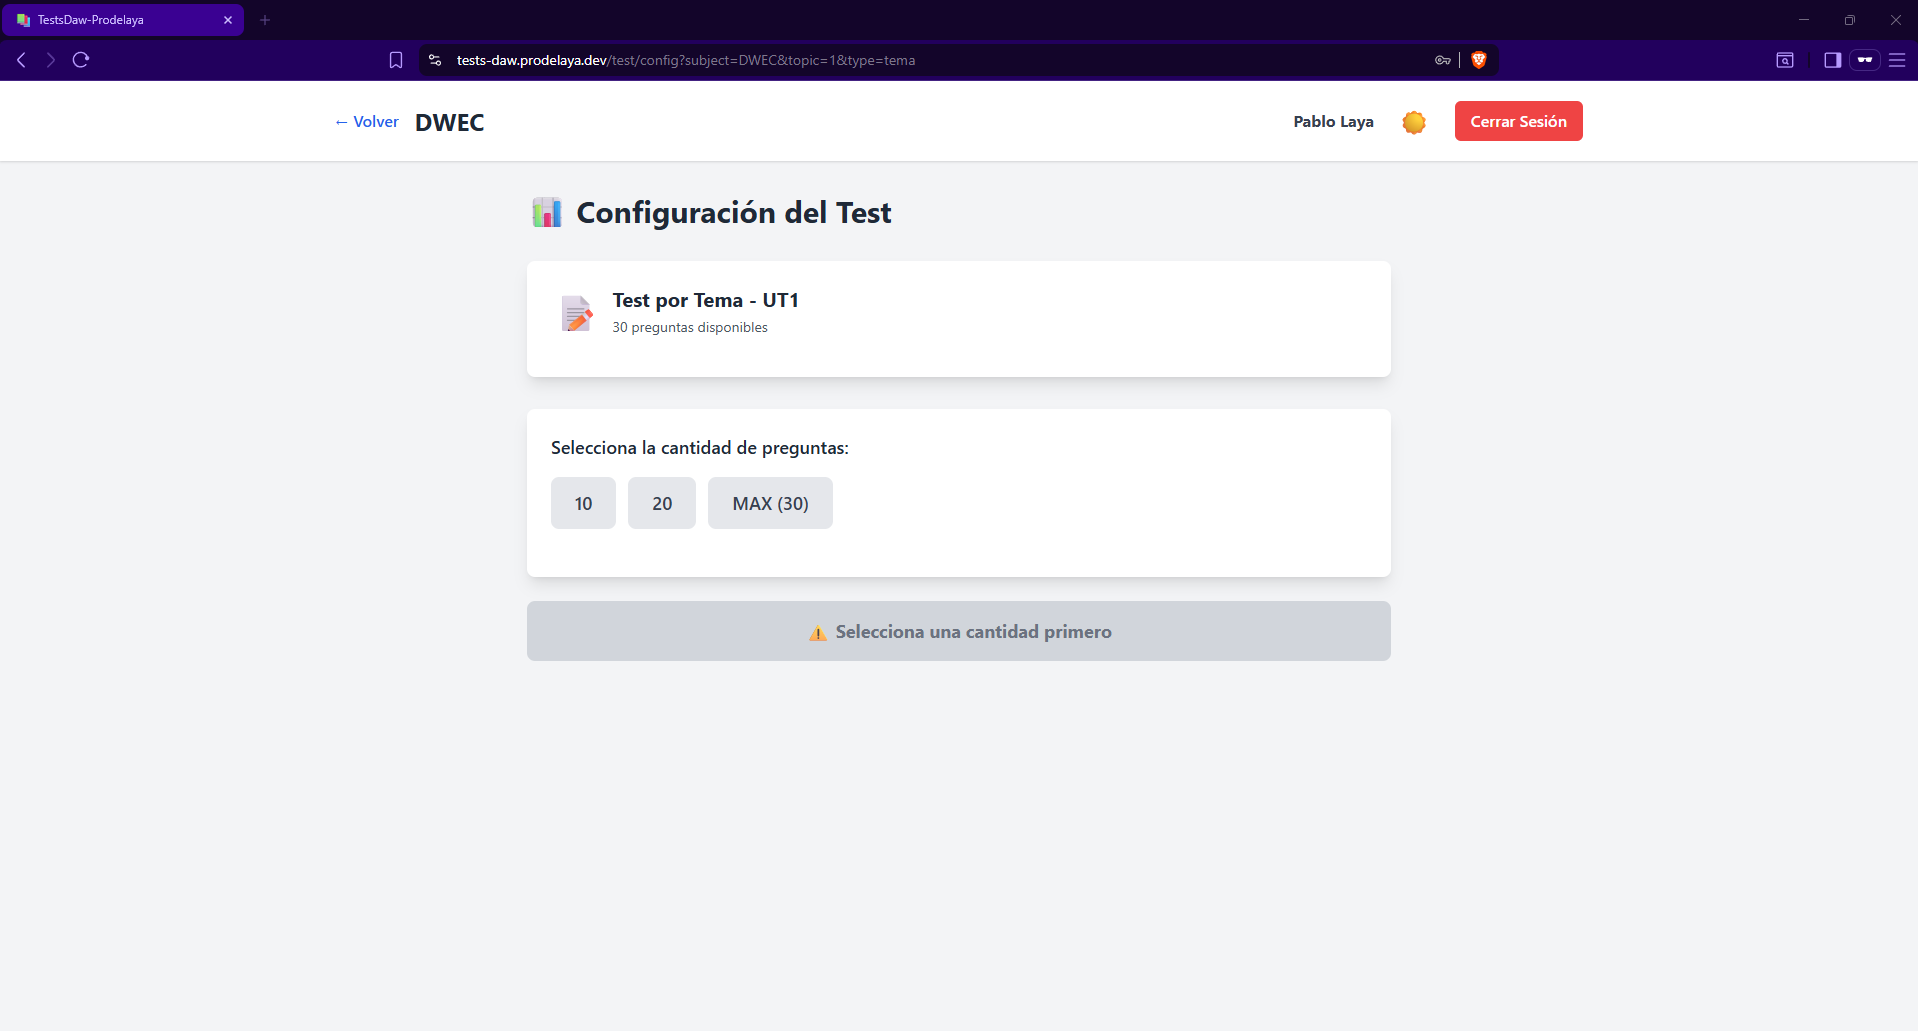 TestsDaw-Prodelaya
tests-daw.prodelaya.dev/test/config?subject=DWEC&topic=1&type=tema
← Volver DWEC Pablo Laya Cerrar Sesión
Configuración del Test
Test por Tema - UT1
30 preguntas disponibles
Selecciona la cantidad de preguntas:
10 20 MAX (30)
Selecciona una cantidad primero